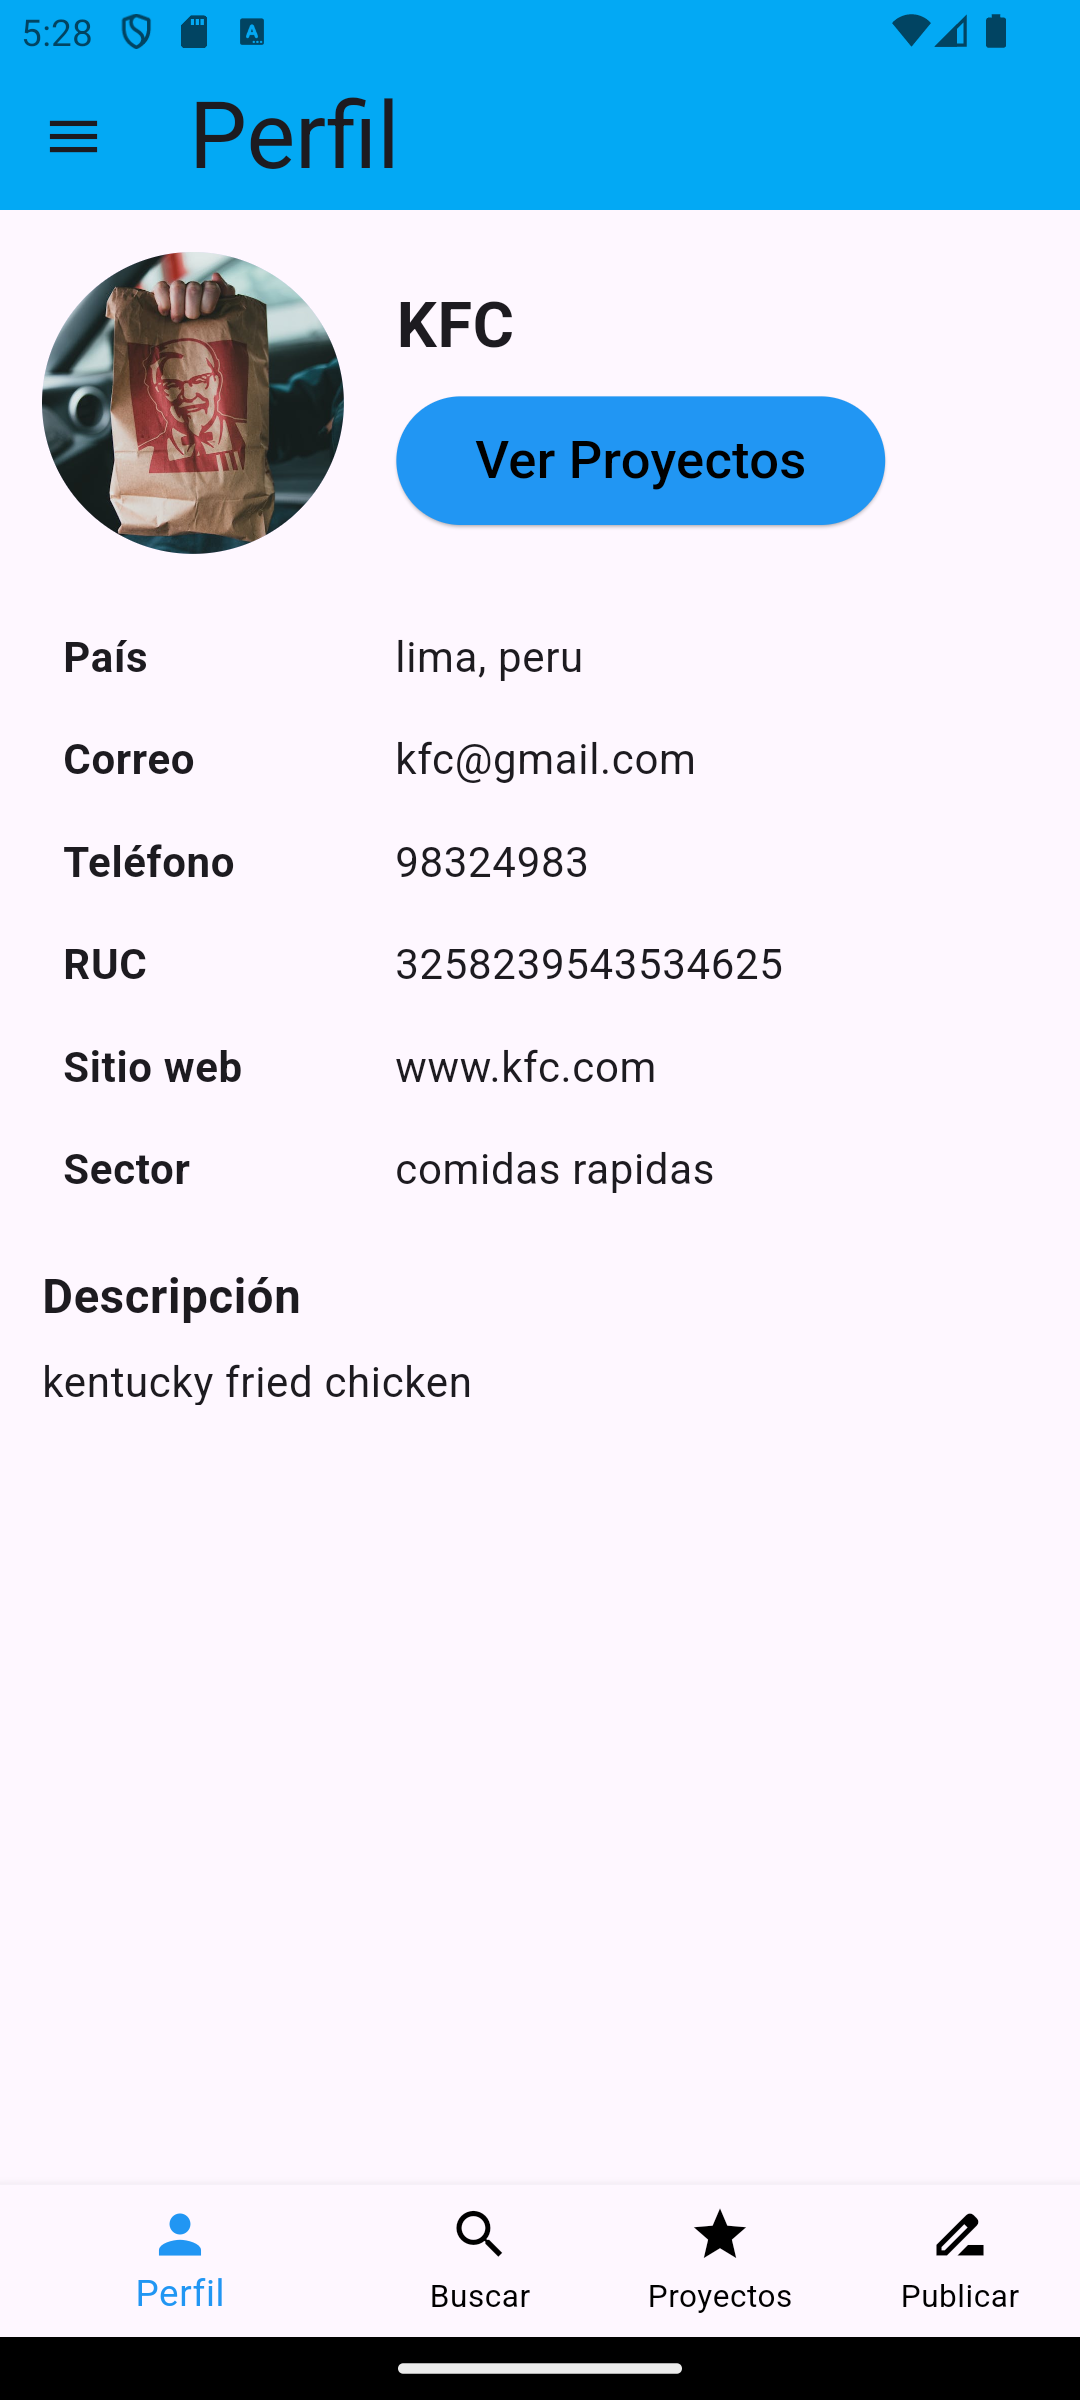 5:28
Perfil
KFC
Ver Proyectos
País lima, peru
Correo kfc@gmail.com
Teléfono 98324983
RUC 3258239543534625
Sitio web www.kfc.com
Sector comidas rapidas
Descripción
kentucky fried chicken
Perfil Buscar Proyectos Publicar